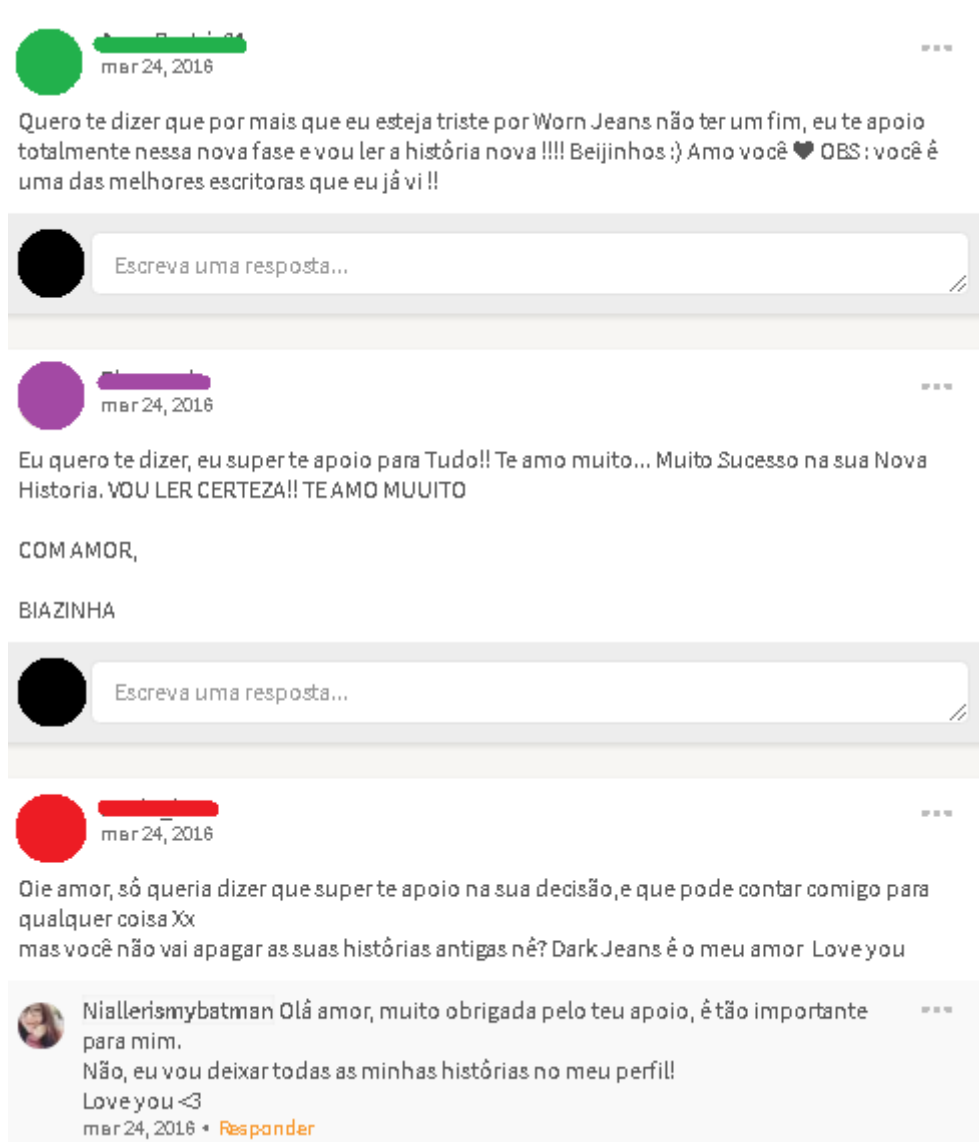 mar 24, 2016
Quero te dizer que por mais que eu esteja triste por Worn Jeans não ter um fim, eu te apoio
totalmente nessa nova fase e vou ler a história nova !!!! Beijinhos :) Amo você ♥ OBS : você é
uma das melhores escritoras que eu já vi !!
Escreva uma resposta...
mar 24, 2016
Eu quero te dizer, eu super te apoio para Tudo!! Te amo muito... Muito Sucesso na sua Nova
Historia. VOU LER CERTEZA!! TE AMO MUUITO
COM AMOR,
BIAZINHA
Escreva uma resposta...
mar 24, 2016
Oie amor, só queria dizer que super te apoio na sua decisão,e que pode contar comigo para
qualquer coisa Xx
mas você não vai apagar as suas histórias antigas né? Dark Jeans é o meu amor Love you
Niallerismybatman Olá amor, muito obrigada pelo teu apoio, é tão importante
para mim.
Não, eu vou deixar todas as minhas histórias no meu perfil!
Love you <3
mar 24, 2016 • Responder